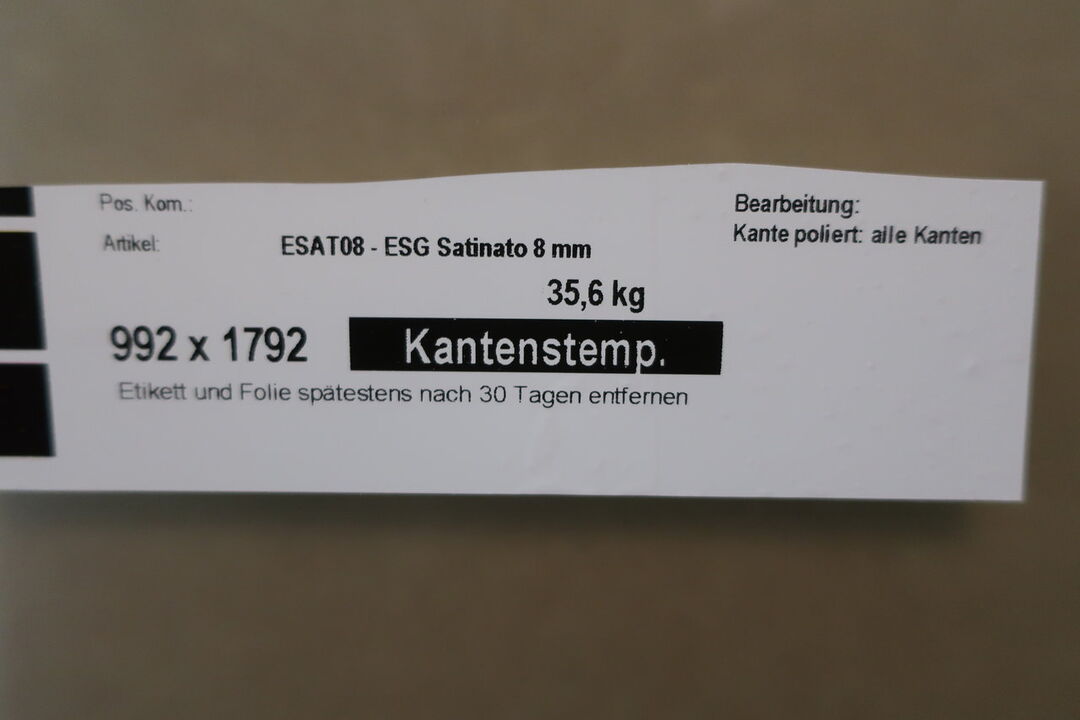 Pos. Kom.:
Artikel:
ESAT08 - ESG Satinato 8 mm
35,6 kg
992 x 1792
Kantenstemp.
Etikett und Folie spätestens nach 30 Tagen entfernen
Bearbeitung:
Kante poliert: alle Kanten